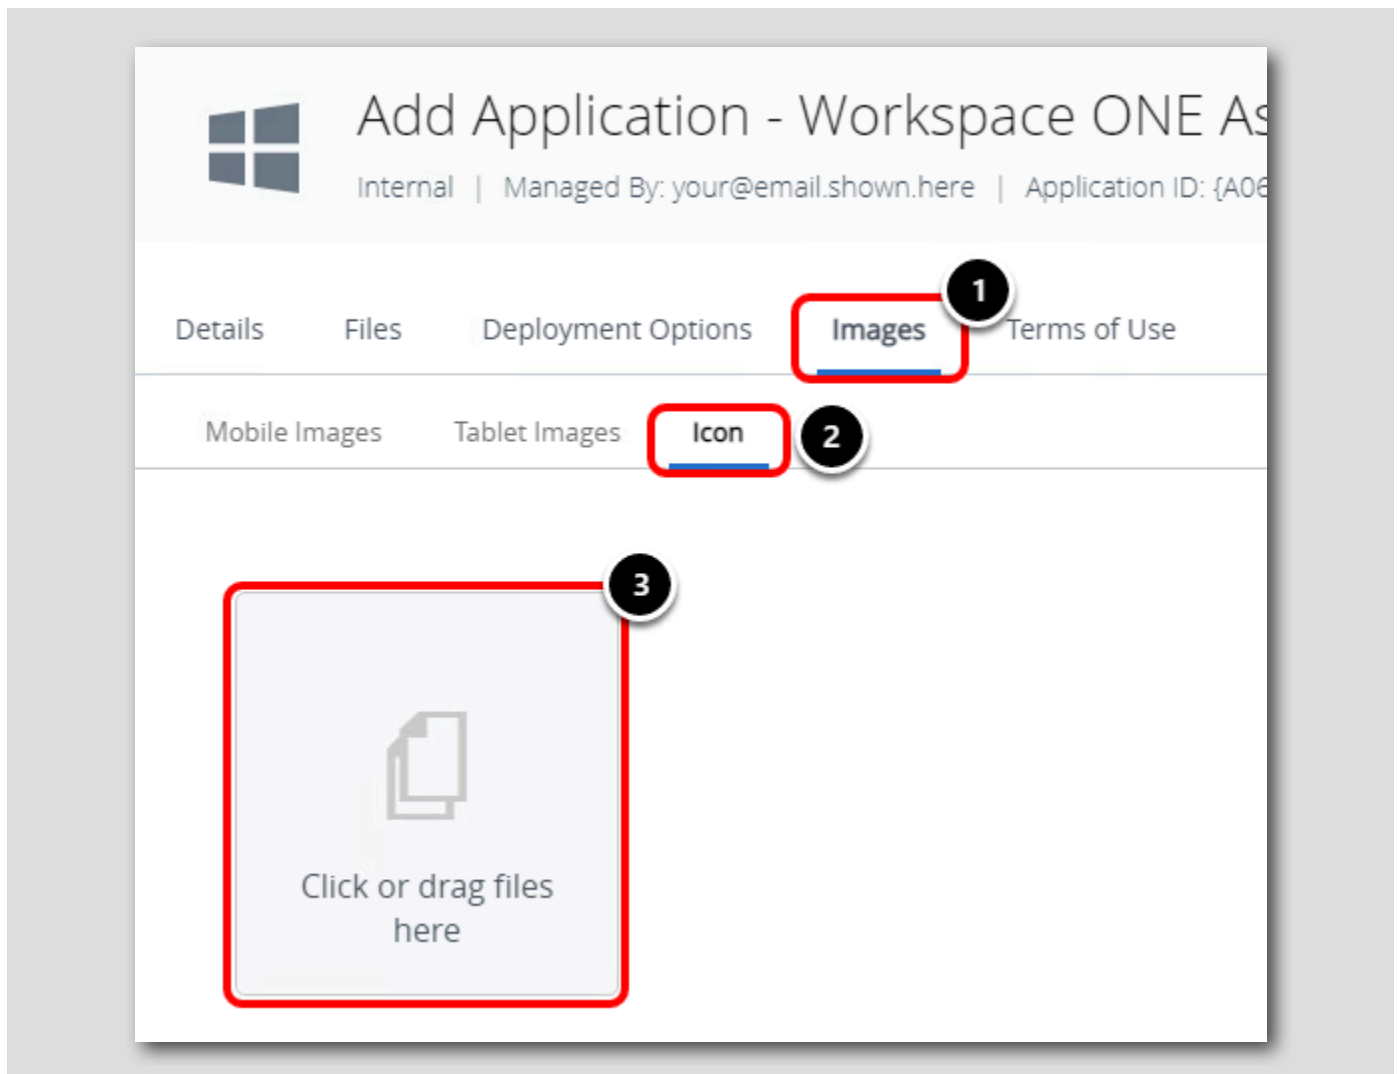 Add Application - Workspace ONE As
Internal | Managed By: your@email.shown.here | Application ID: {A06
1
Details Files Deployment Options Images Terms of Use
Mobile Images Tablet Images Icon 2
3
Click or drag files
here